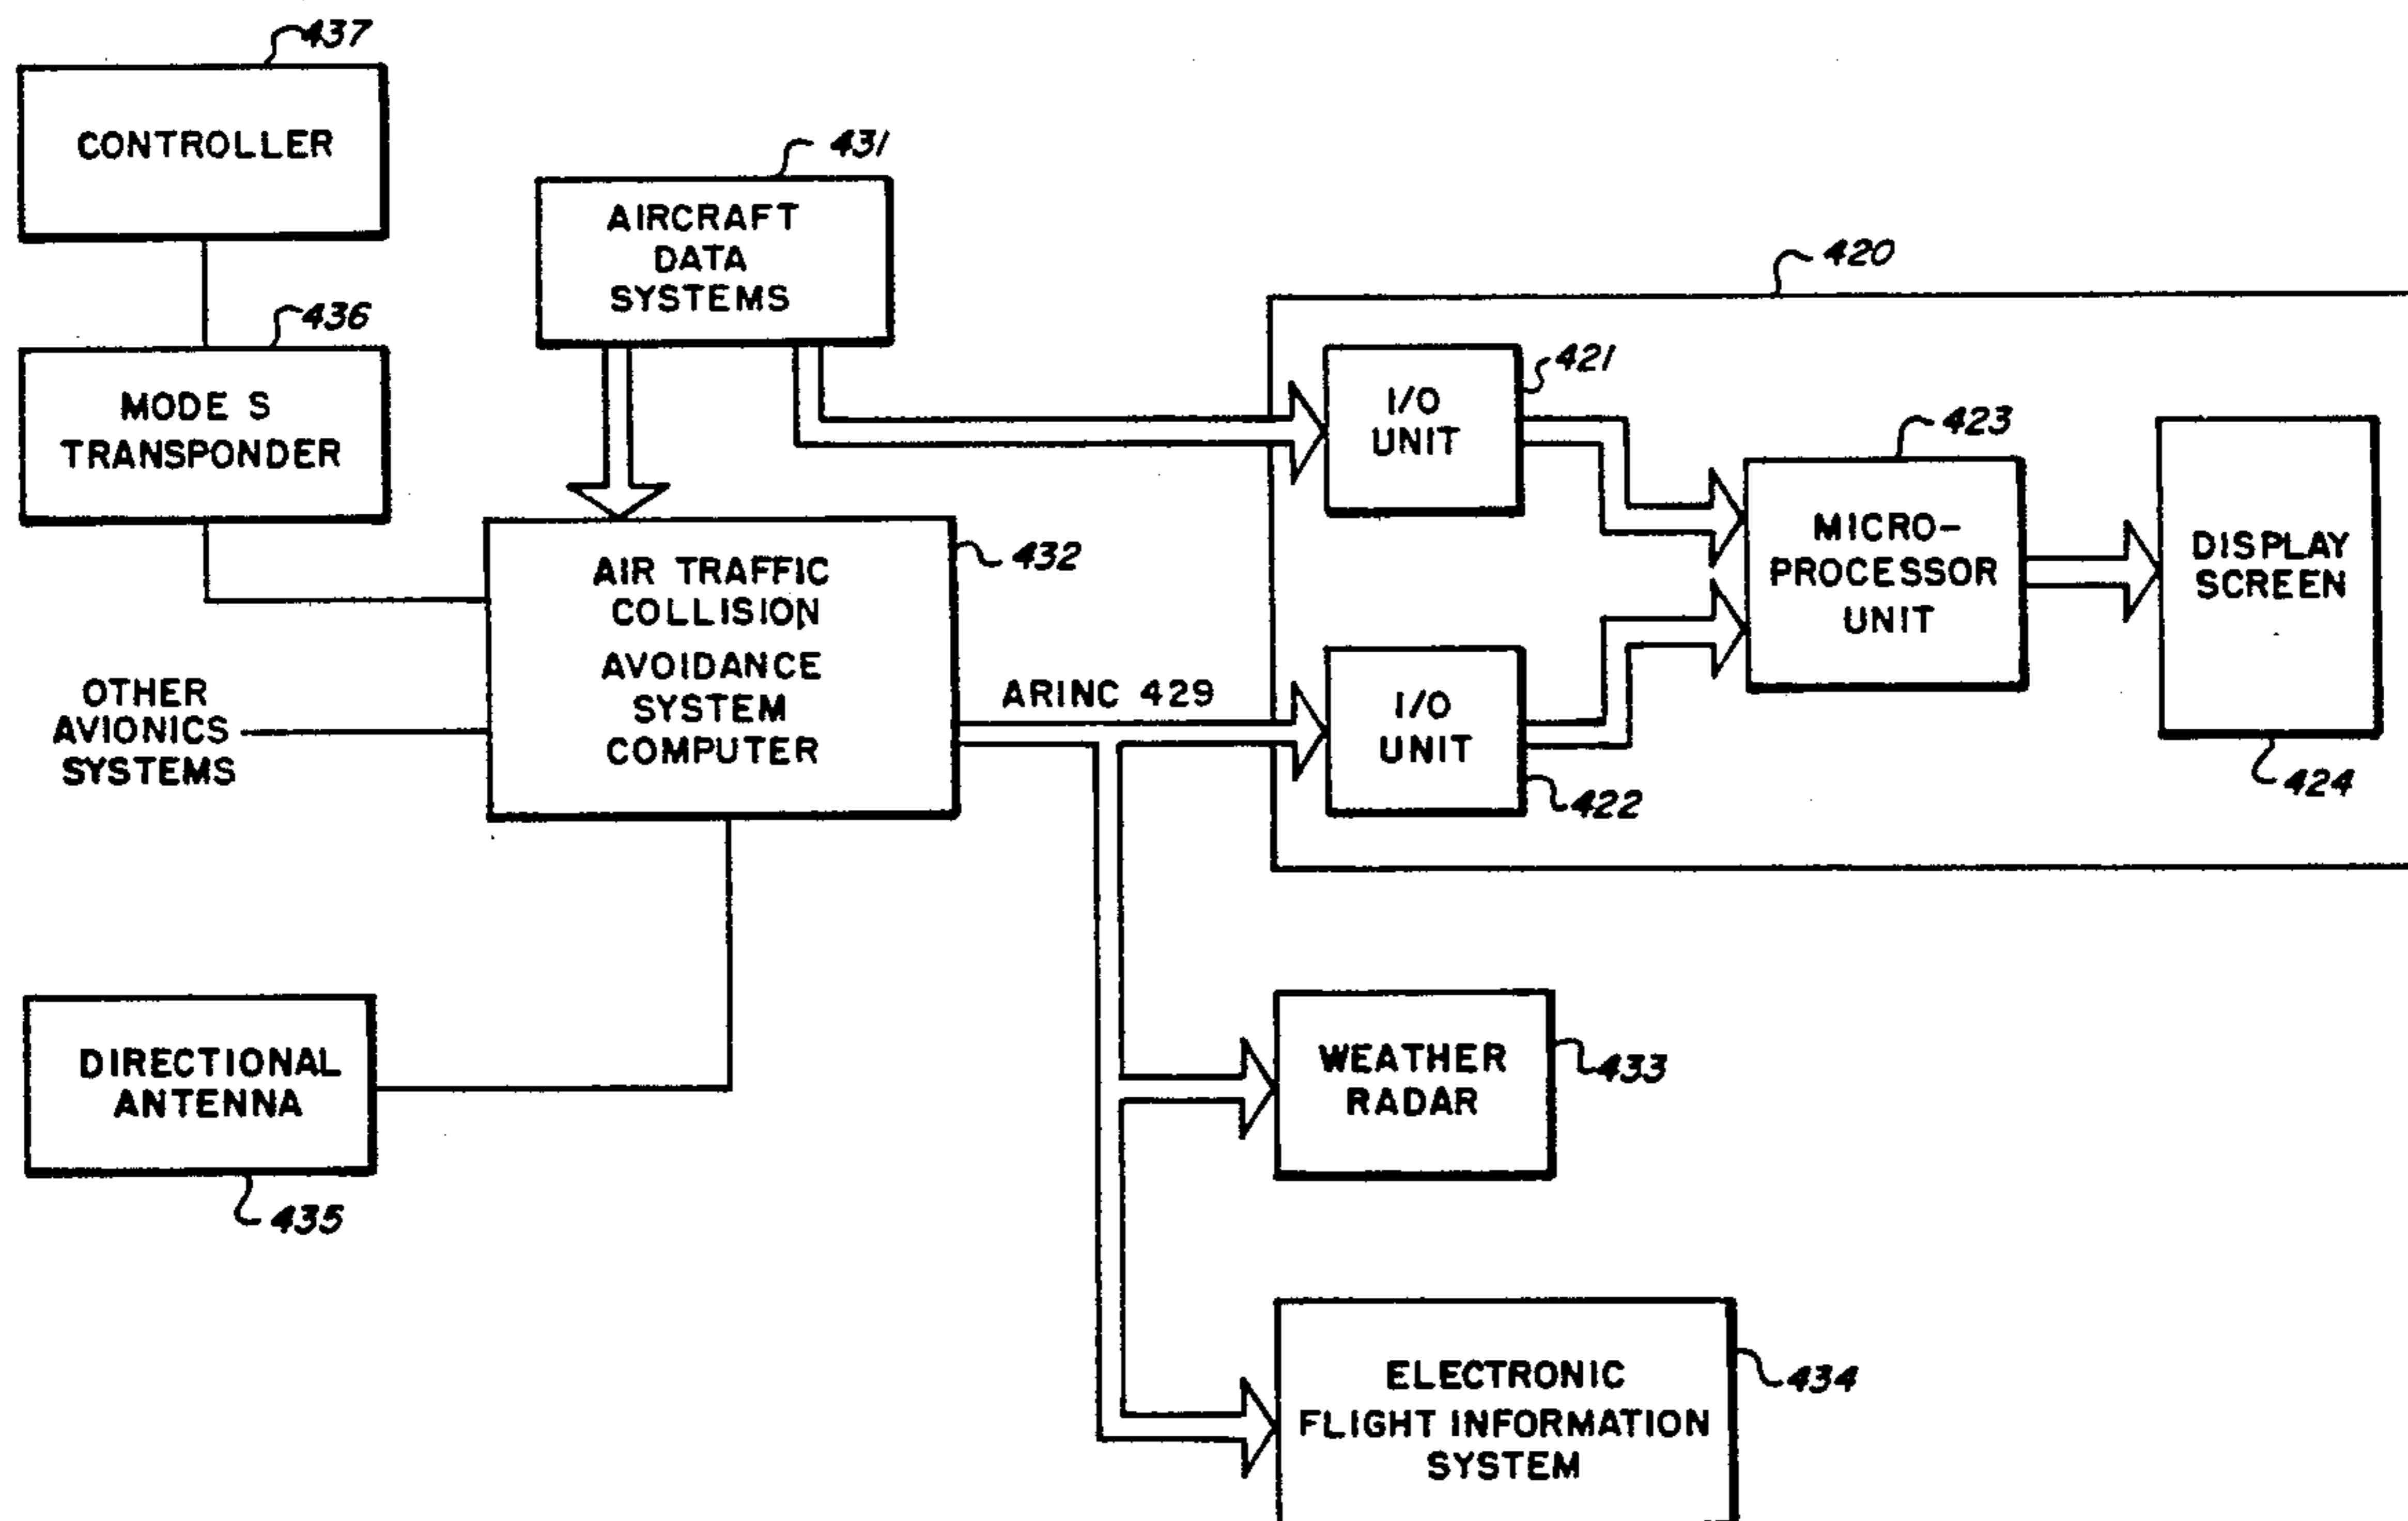 437
CONTROLLER
431
AIRCRAFT
DATA
SYSTEMS
420
436
MODE S
TRANSPONDER
421
I/O
UNIT
423
MICRO-
PROCESSOR
UNIT
DISPLAY
SCREEN
424
432
AIR TRAFFIC
COLLISION
AVOIDANCE
SYSTEM
COMPUTER
OTHER
AVIONICS
SYSTEMS
ARINC 429
I/O
UNIT
422
DIRECTIONAL
ANTENNA
435
WEATHER
RADAR
433
ELECTRONIC
FLIGHT INFORMATION
SYSTEM
434